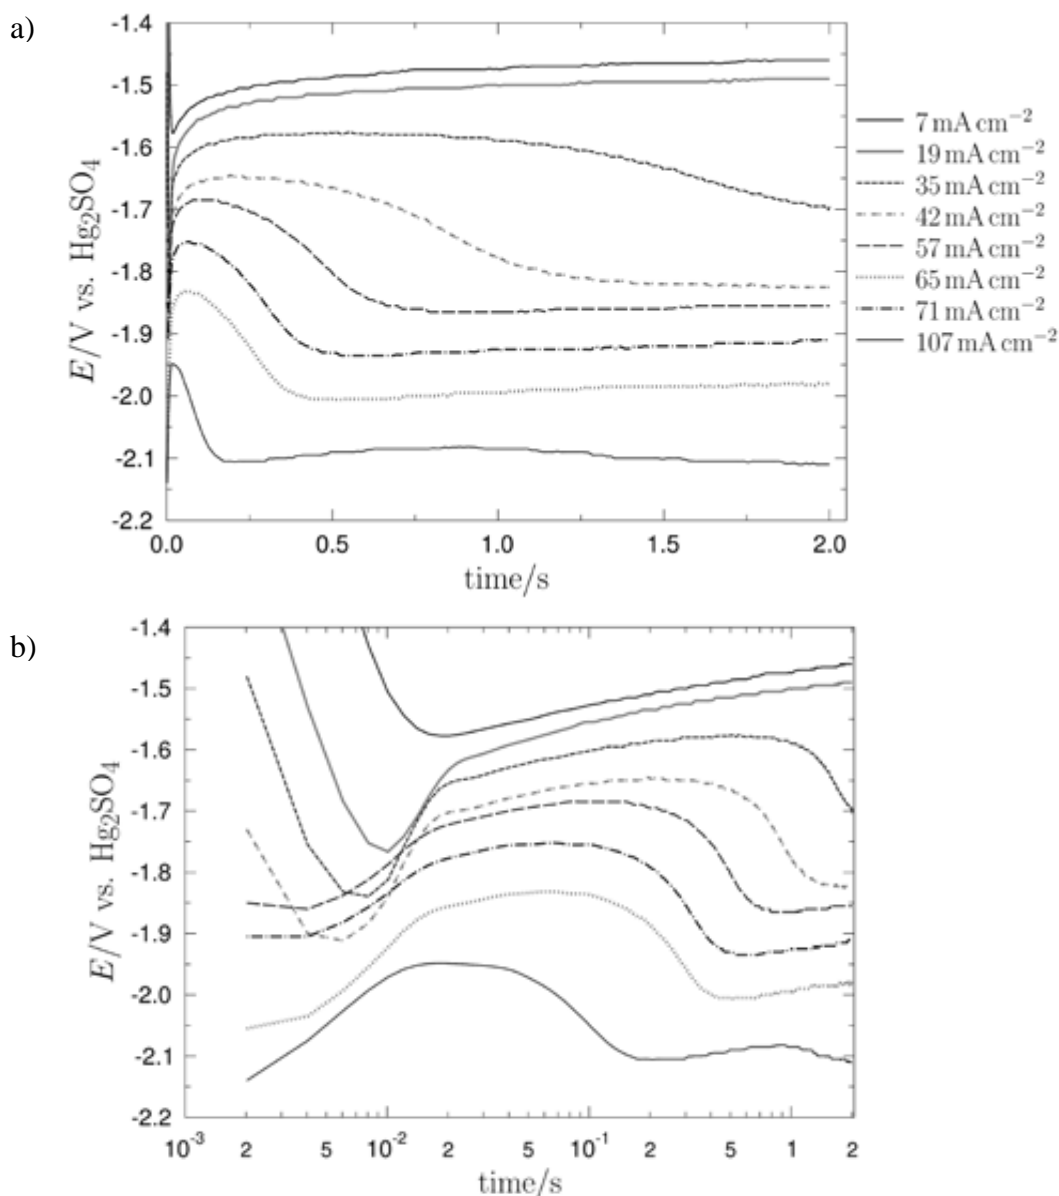 a)
-1.4
-1.5
-1.6
-1.7
-1.8
-1.9
-2.0
-2.1
-2.2
E/V vs. Hg₂SO₄
0.0 0.5 1.0 1.5 2.0
time/s
7 mA cm⁻²
19 mA cm⁻²
35 mA cm⁻²
42 mA cm⁻²
57 mA cm⁻²
65 mA cm⁻²
71 mA cm⁻²
107 mA cm⁻²
b)
-1.4
-1.5
-1.6
-1.7
-1.8
-1.9
-2.0
-2.1
-2.2
E/V vs. Hg₂SO₄
10⁻³ 2 5 10⁻² 2 5 10⁻¹ 2 5 1 2
time/s